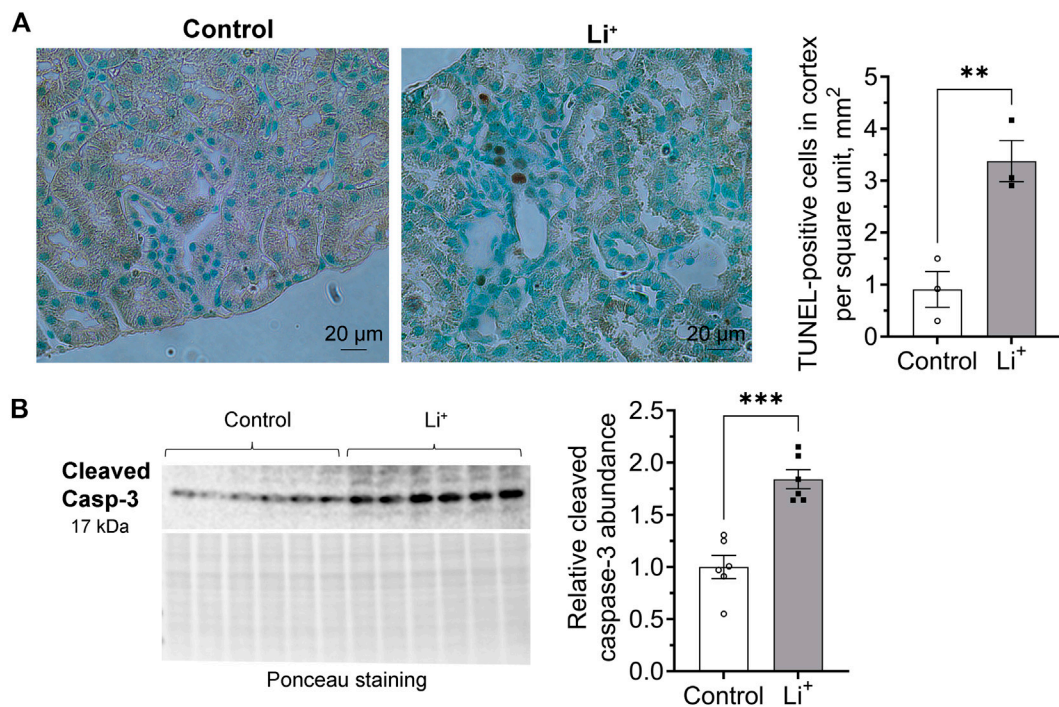 A
Control
Li⁺
20 µm
20 µm
TUNEL-positive cells in cortex
per square unit, mm²
5
4
3
2
1
0
**
Control
Li⁺
B
Control
Li⁺
Cleaved
Casp-3
17 kDa
Ponceau staining
Relative cleaved
caspase-3 abundance
2.5
2.0
1.5
1.0
0.5
0.0
***
Control
Li⁺